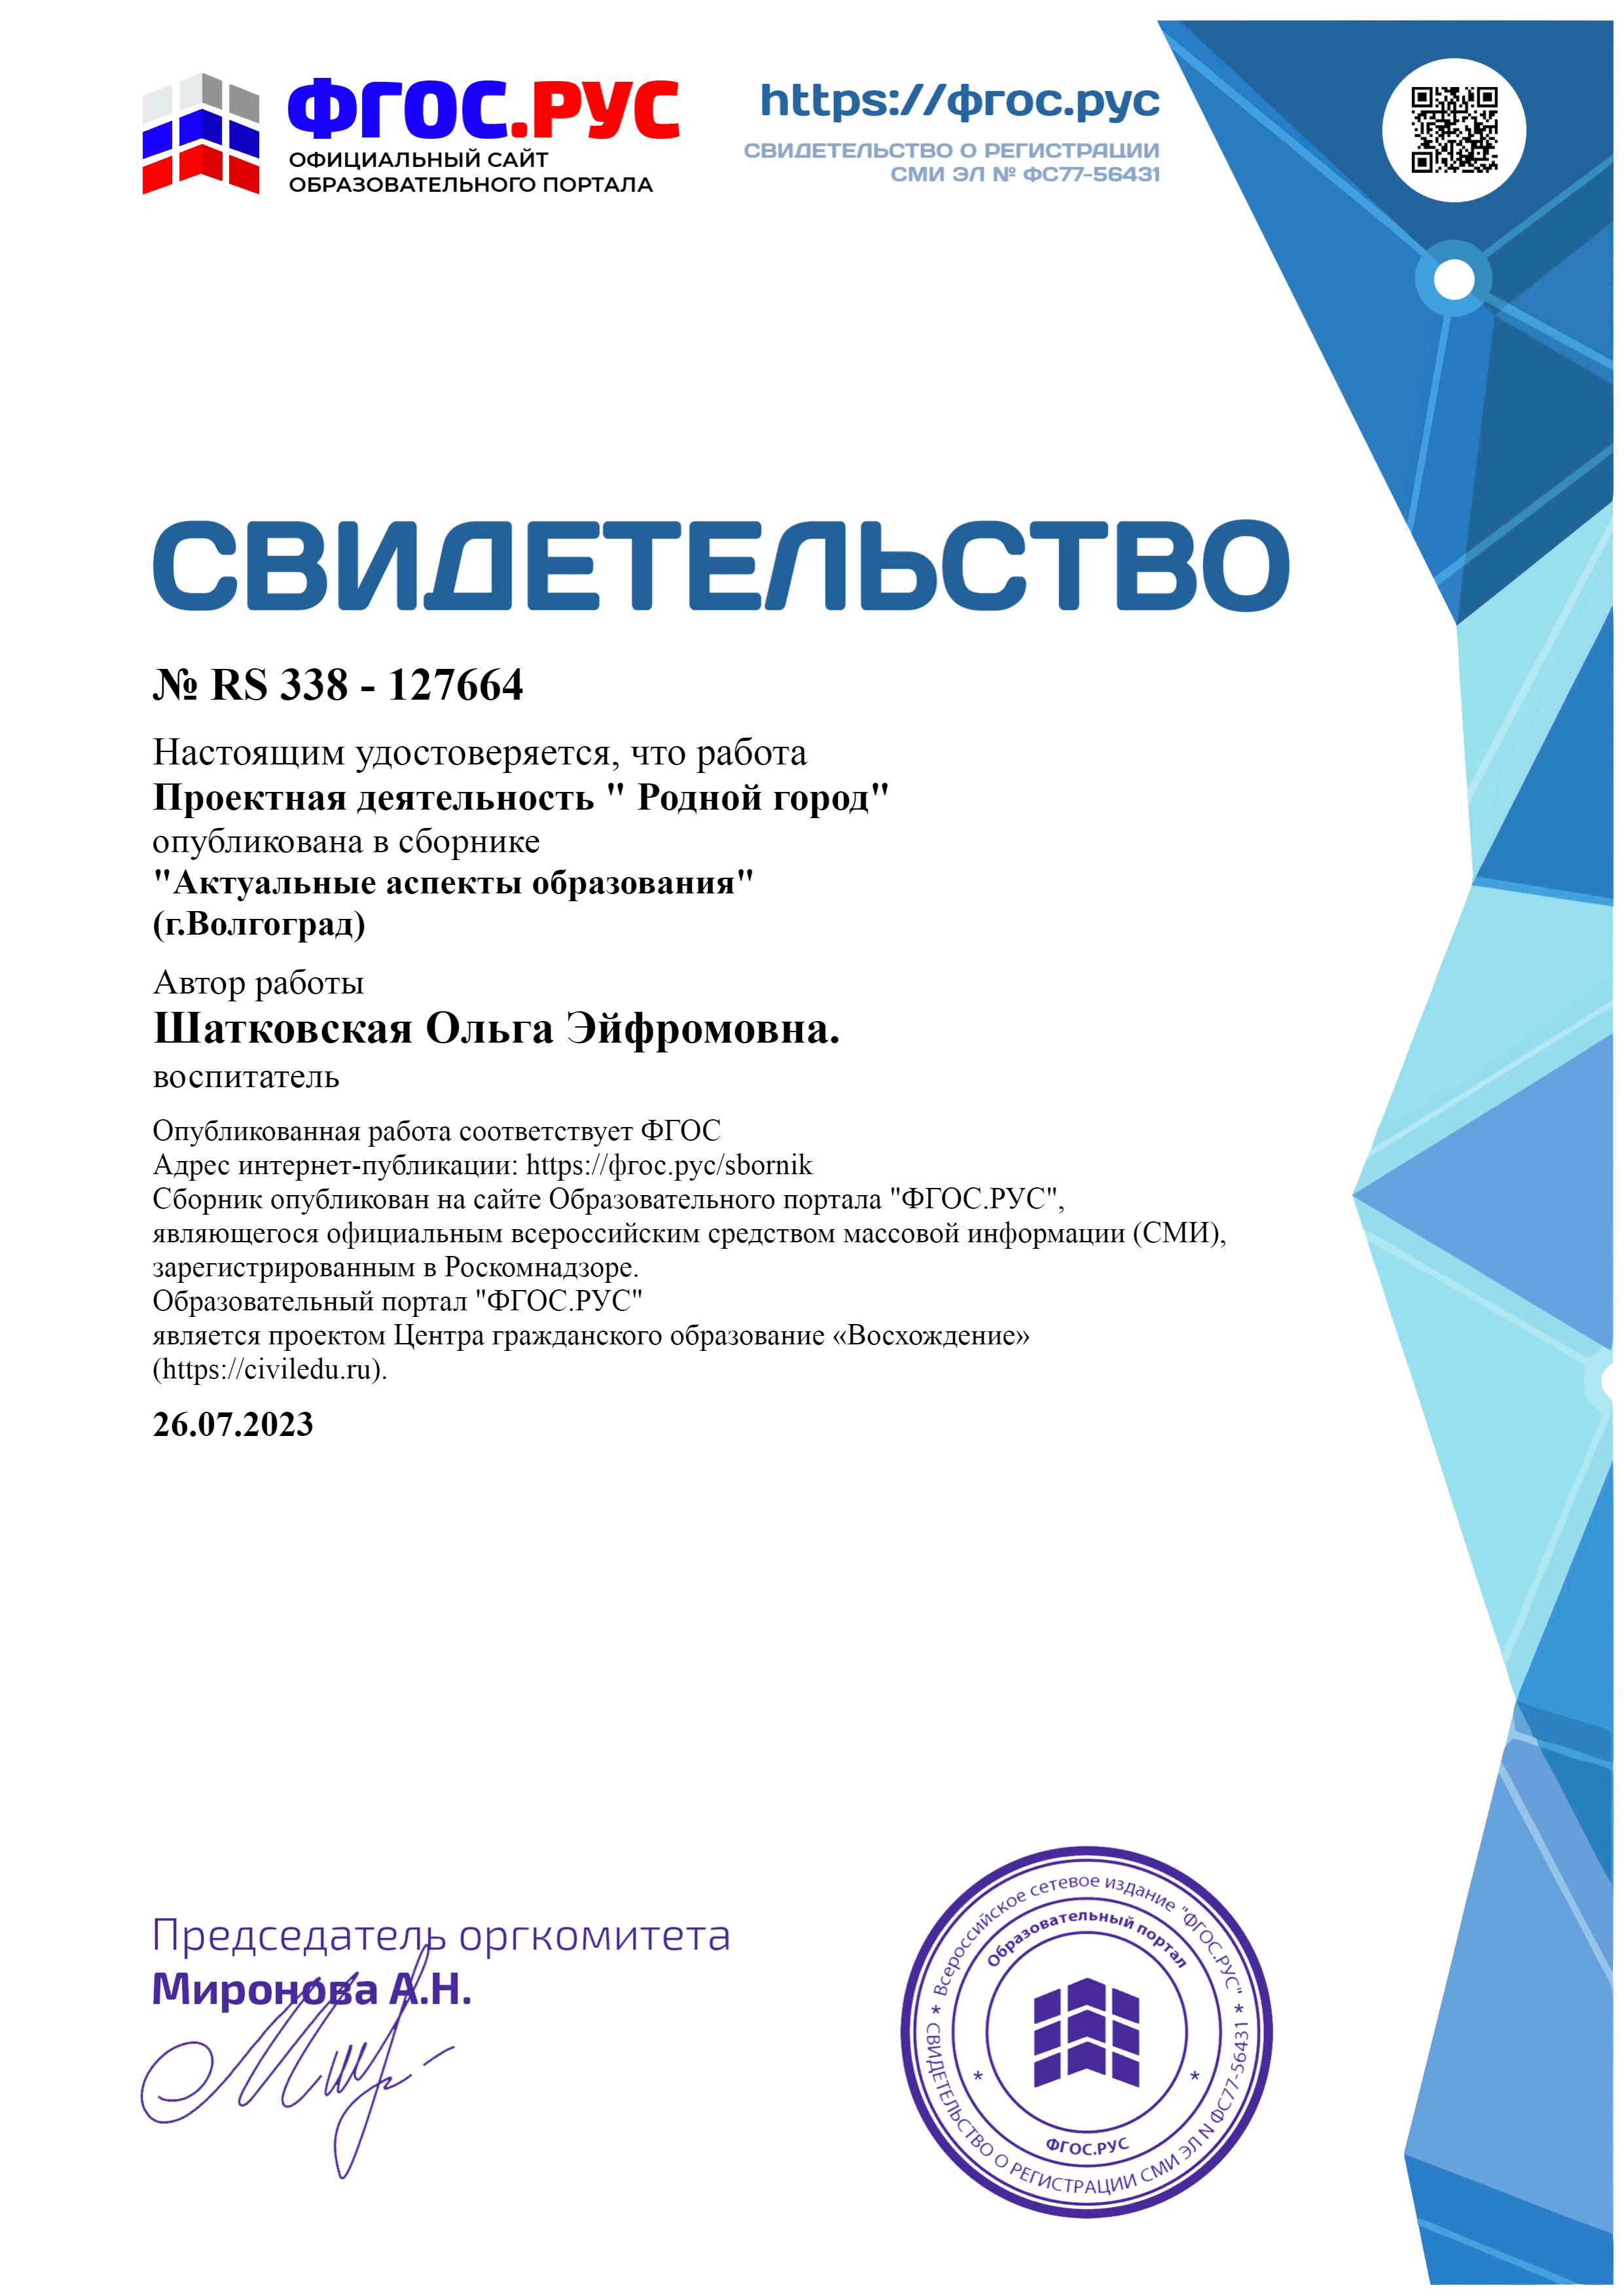 ФГОС.РУС
ОФИЦИАЛЬНЫЙ САЙТ
ОБРАЗОВАТЕЛЬНОГО ПОРТАЛА
https://фгос.рус
СВИДЕТЕЛЬСТВО О РЕГИСТРАЦИИ
СМИ ЭЛ № ФС77-56431
СВИДЕТЕЛЬСТВО
№ RS 338 - 127664
Настоящим удостоверяется, что работа
Проектная деятельность " Родной город"
опубликована в сборнике
"Актуальные аспекты образования"
(г.Волгоград)
Автор работы
Шатковская Ольга Эйфромовна.
воспитатель
Опубликованная работа соответствует ФГОС
Адрес интернет-публикации: https://фгос.рус/sbornik
Сборник опубликован на сайте Образовательного портала "ФГОС.РУС",
являющегося официальным всероссийским средством массовой информации (СМИ),
зарегистрированным в Роскомнадзоре.
Образовательный портал "ФГОС.РУС"
является проектом Центра гражданского образование «Восхождение»
(https://civiledu.ru).
26.07.2023
Председатель оргкомитета
Миронова А.Н.
* Всероссийское сетевое издание "ФГОС.РУС" *
СВИДЕТЕЛЬСТВО О РЕГИСТРАЦИИ СМИ ЭЛ N ФС77-56431
Образовательный портал
* ФГОС.РУС *